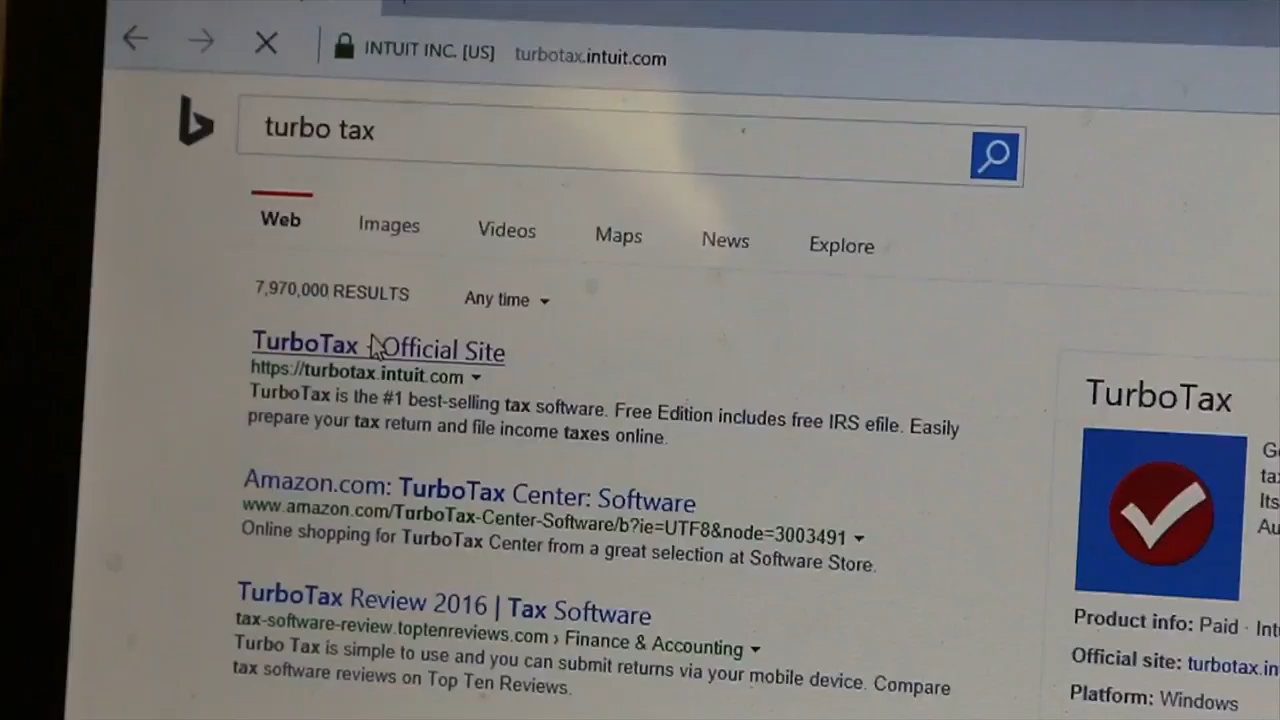 INTUIT INC. [US] turbotax.intuit.com
turbo tax
Web Images Videos Maps News Explore
7,970,000 RESULTS Any time
TurboTax - Official Site
https://turbotax.intuit.com
TurboTax is the #1 best-selling tax software. Free Edition includes free IRS efile. Easily
prepare your tax return and file income taxes online.
Amazon.com: TurboTax Center: Software
www.amazon.com/TurboTax-Center-Software/b?ie=UTF8&node=3003491
Online shopping for TurboTax Center from a great selection at Software Store.
TurboTax Review 2016 | Tax Software
tax-software-review.toptenreviews.com › Finance & Accounting
Turbo Tax is simple to use and you can submit returns via your mobile device. Compare
tax software reviews on Top Ten Reviews.
TurboTax
Product info: Paid · Int
Official site: turbotax.in
Platform: Windows